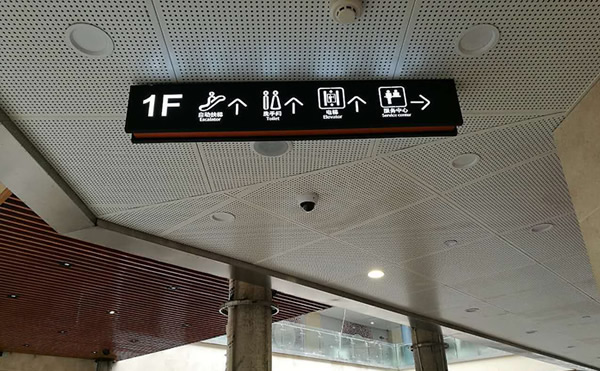 1F
自动扶梯
Escalator
洗手间
Toilet
电梯
Elevator
服务中心
Service center